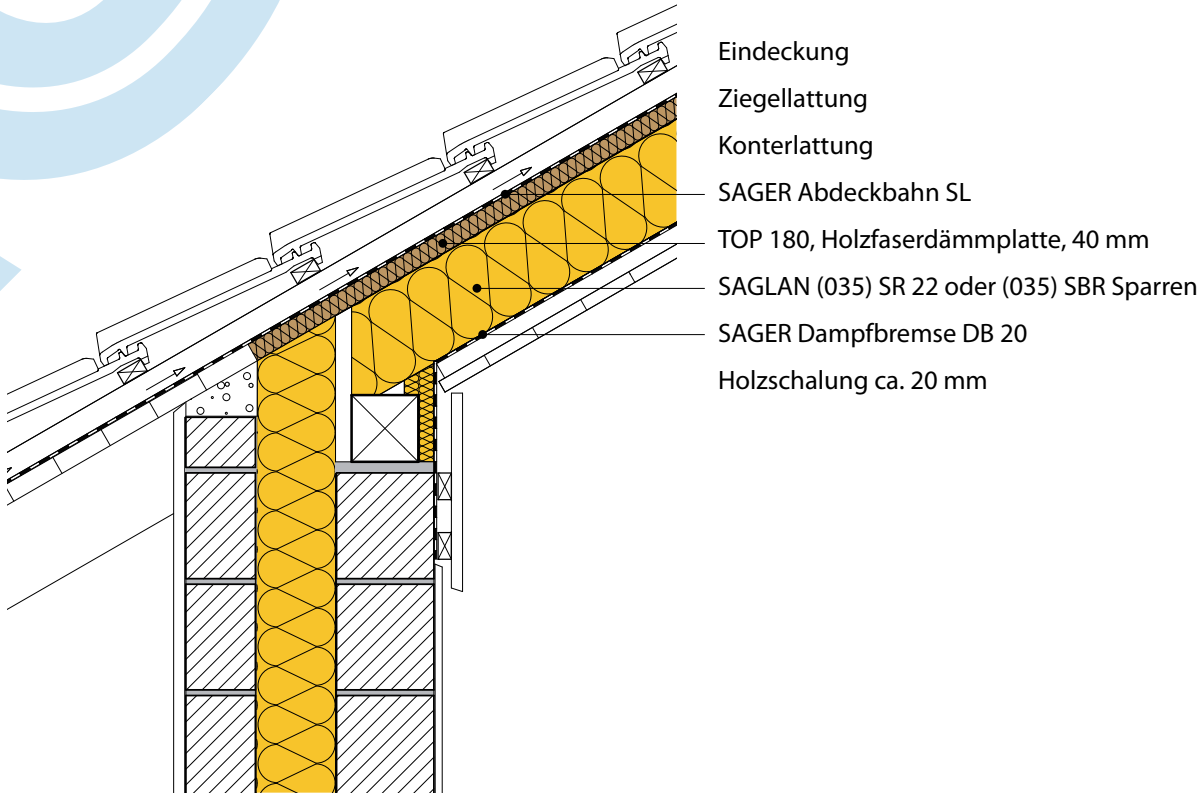 Eindeckung
Ziegellattung
Konterlattung
SAGER Abdeckbahn SL
TOP 180, Holzfaserdämmplatte, 40 mm
SAGLAN (035) SR 22 oder (035) SBR Sparren
SAGER Dampfbremse DB 20
Holzschalung ca. 20 mm